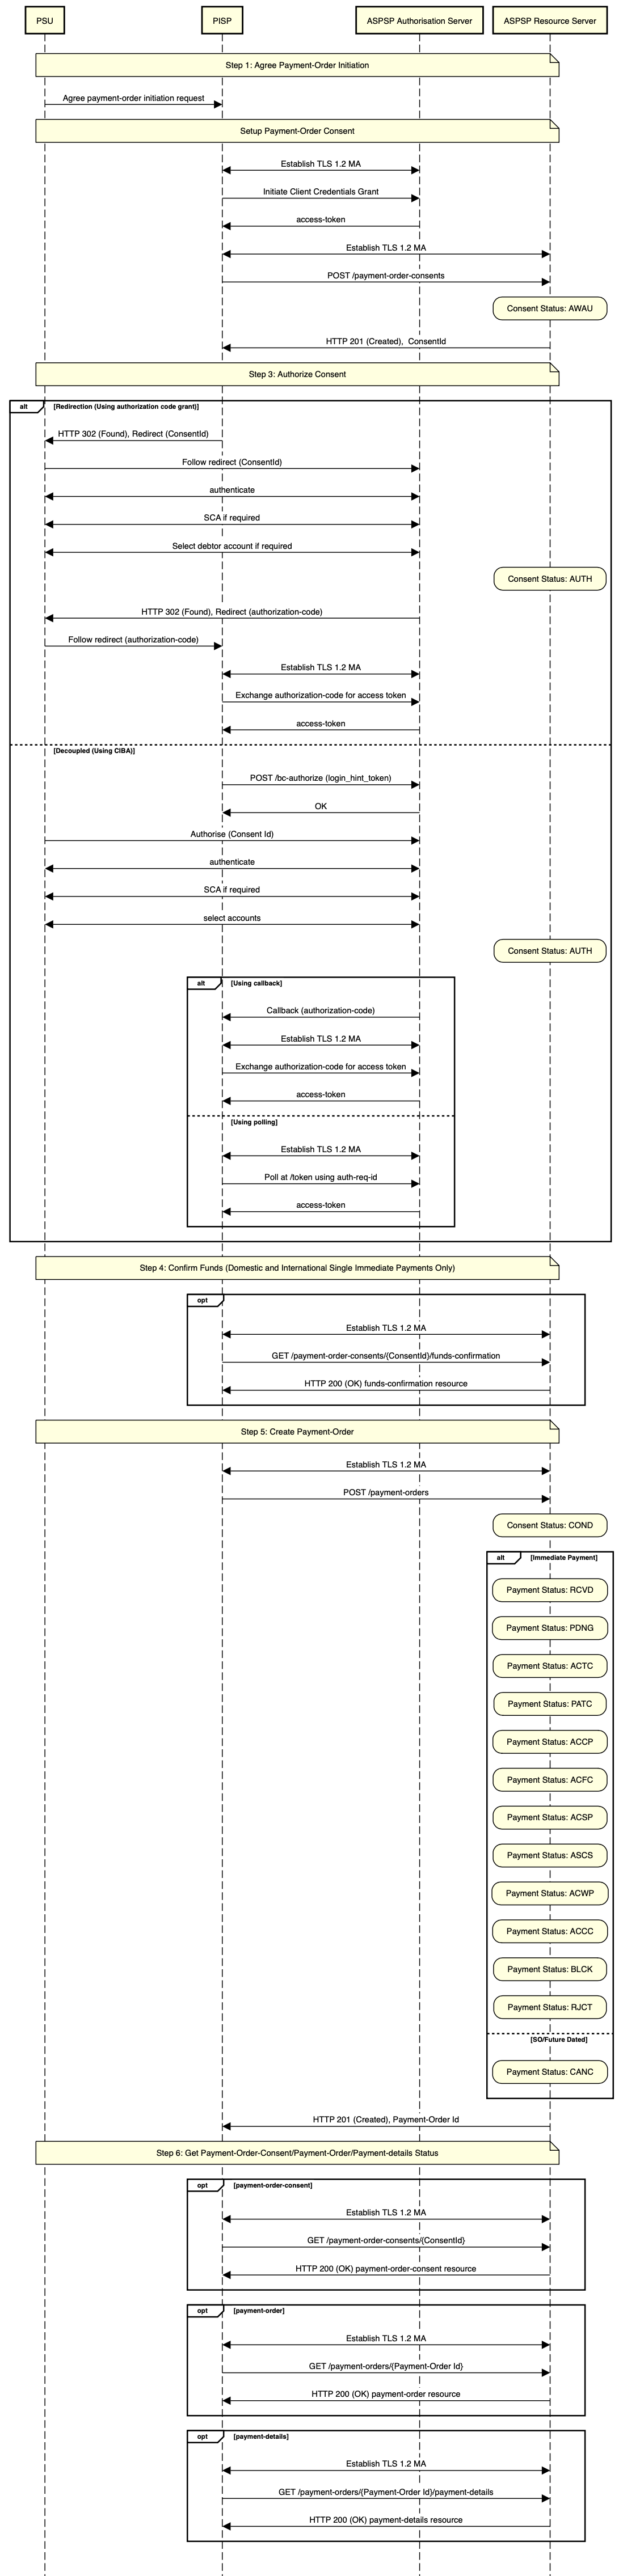 PSU
PISP
ASPSP Authorisation Server
ASPSP Resource Server
Step 1: Agree Payment-Order Initiation
Agree payment-order initiation request
Setup Payment-Order Consent
Establish TLS 1.2 MA
Initiate Client Credentials Grant
access-token
Establish TLS 1.2 MA
POST /payment-order-consents
Consent Status: AWAU
HTTP 201 (Created), ConsentId
Step 3: Authorize Consent
alt
[Redirection (Using authorization code grant)]
HTTP 302 (Found), Redirect (ConsentId)
Follow redirect (ConsentId)
authenticate
SCA if required
Select debtor account if required
Consent Status: AUTH
HTTP 302 (Found), Redirect (authorization-code)
Follow redirect (authorization-code)
Establish TLS 1.2 MA
Exchange authorization-code for access token
access-token
[Decoupled (Using CIBA)]
POST /bc-authorize (login_hint_token)
OK
Authorise (Consent Id)
authenticate
SCA if required
select accounts
Consent Status: AUTH
alt
[Using callback]
Callback (authorization-code)
Establish TLS 1.2 MA
Exchange authorization-code for access token
access-token
[Using polling]
Establish TLS 1.2 MA
Poll at /token using auth-req-id
access-token
Step 4: Confirm Funds (Domestic and International Single Immediate Payments Only)
opt
Establish TLS 1.2 MA
GET /payment-order-consents/{ConsentId}/funds-confirmation
HTTP 200 (OK) funds-confirmation resource
Step 5: Create Payment-Order
Establish TLS 1.2 MA
POST /payment-orders
Consent Status: COND
alt
[Immediate Payment]
Payment Status: RCVD
Payment Status: PDNG
Payment Status: ACTC
Payment Status: PATC
Payment Status: ACCP
Payment Status: ACFC
Payment Status: ACSP
Payment Status: ASCS
Payment Status: ACWP
Payment Status: ACCC
Payment Status: BLCK
Payment Status: RJCT
[SO/Future Dated]
Payment Status: CANC
HTTP 201 (Created), Payment-Order Id
Step 6: Get Payment-Order-Consent/Payment-Order/Payment-details Status
opt
[payment-order-consent]
Establish TLS 1.2 MA
GET /payment-order-consents/{ConsentId}
HTTP 200 (OK) payment-order-consent resource
opt
[payment-order]
Establish TLS 1.2 MA
GET /payment-orders/{Payment-Order Id}
HTTP 200 (OK) payment-order resource
opt
[payment-details]
Establish TLS 1.2 MA
GET /payment-orders/{Payment-Order Id}/payment-details
HTTP 200 (OK) payment-details resource